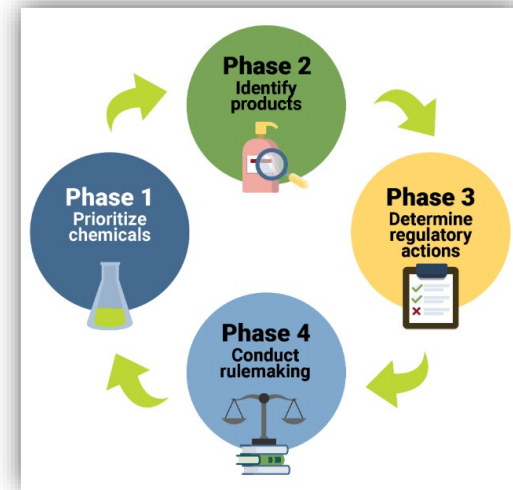 Phase 1
Prioritize
chemicals
Phase 2
Identify
products
Phase 3
Determine
regulatory
actions
Phase 4
Conduct
rulemaking